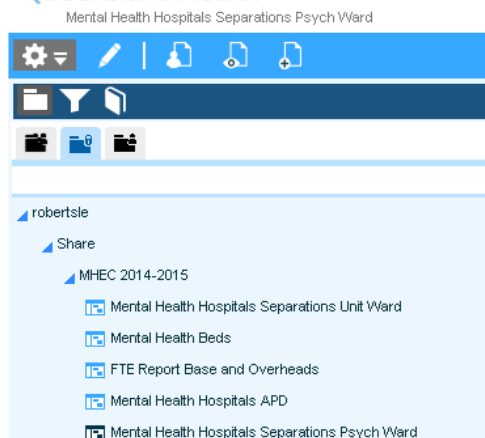 Mental Health Hospitals Separations Psych Ward
robertsle
Share
MHEC 2014-2015
Mental Health Hospitals Separations Unit Ward
Mental Health Beds
FTE Report Base and Overheads
Mental Health Hospitals APD
Mental Health Hospitals Separations Psych Ward